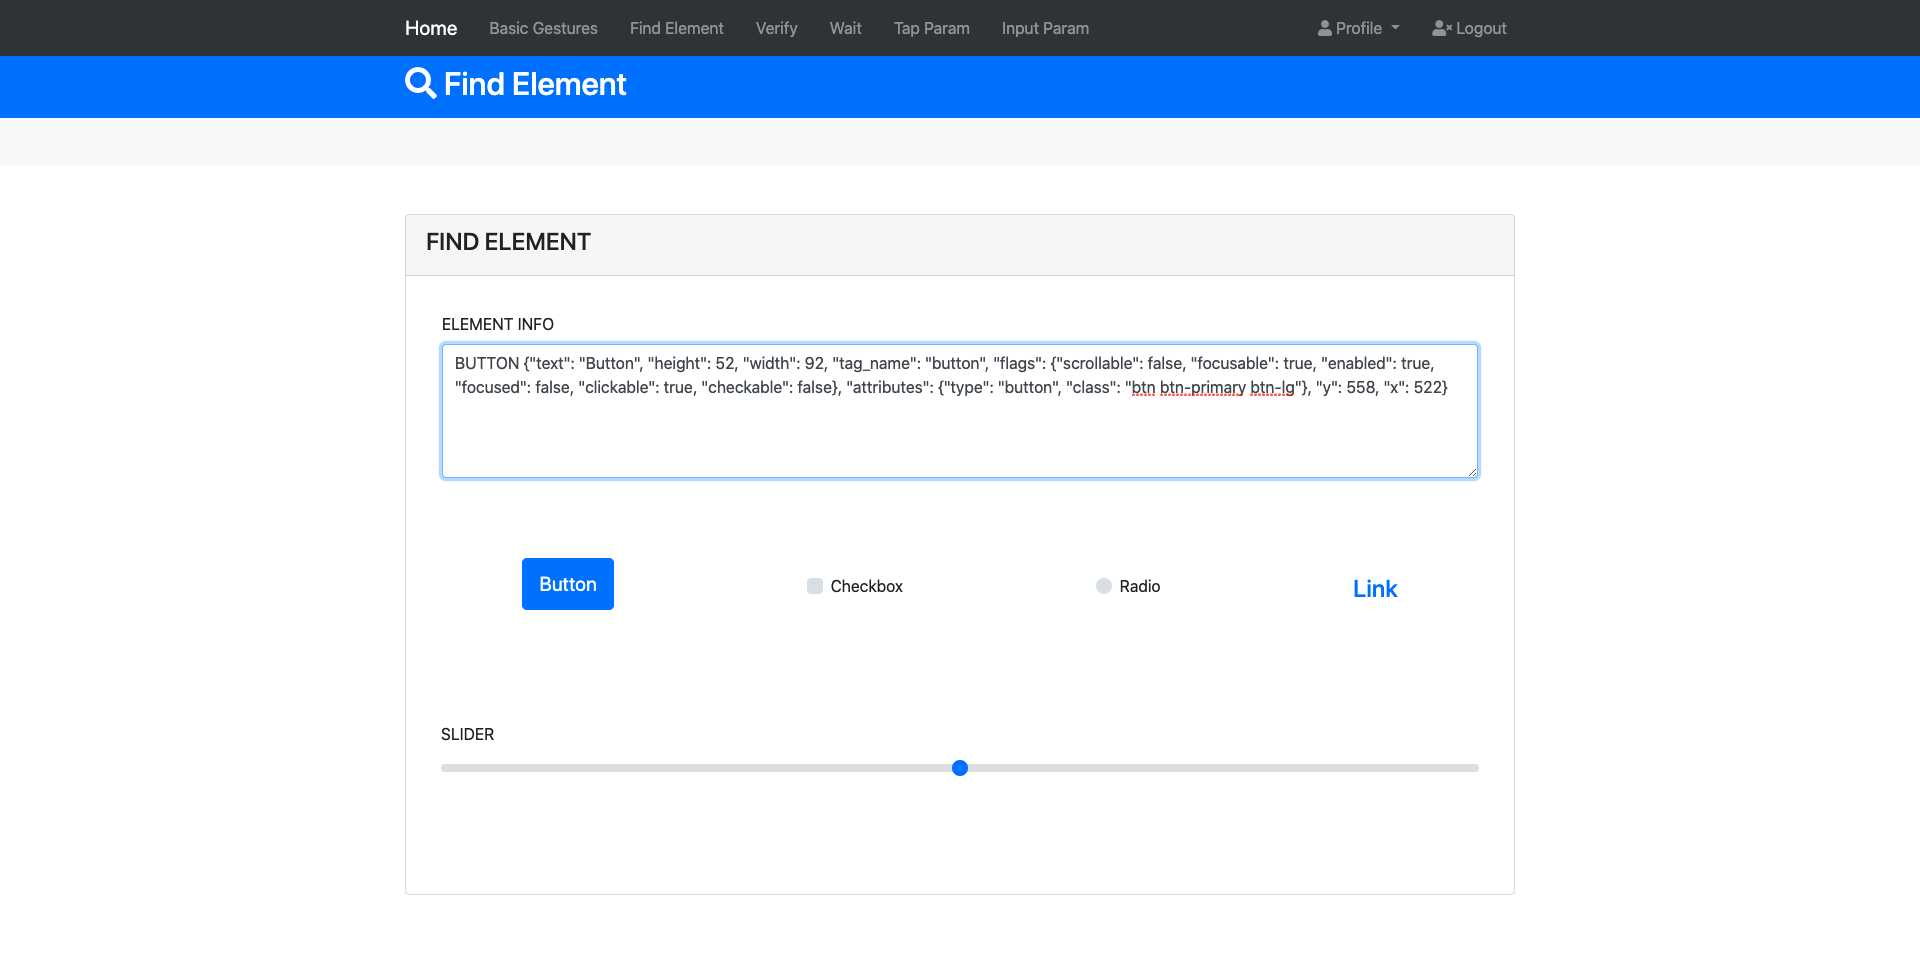 Home Basic Gestures Find Element Verify Wait Tap Param Input Param Profile Logout
Find Element
FIND ELEMENT
ELEMENT INFO
BUTTON {"text": "Button", "height": 52, "width": 92, "tag_name": "button", "flags": {"scrollable": false, "focusable": true, "enabled": true,
"focused": false, "clickable": true, "checkable": false}, "attributes": {"type": "button", "class": "btn btn-primary btn-lg"}, "y": 558, "x": 522}
Button Checkbox Radio Link
SLIDER